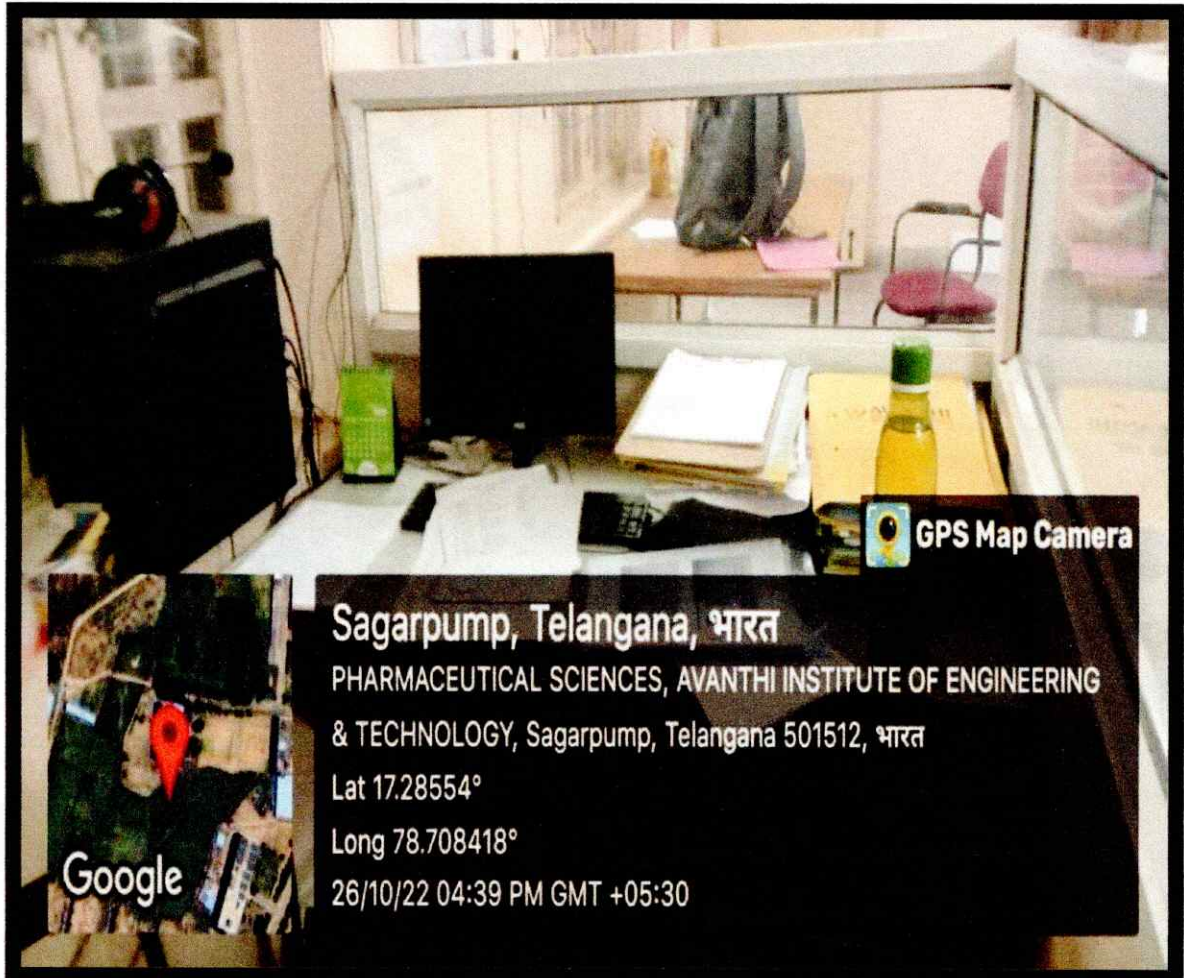 GPS Map Camera
Sagarpump, Telangana, भारत
PHARMACEUTICAL SCIENCES, AVANTHI INSTITUTE OF ENGINEERING
& TECHNOLOGY, Sagarpump, Telangana 501512, भारत
Lat 17.28554°
Long 78.708418°
26/10/22 04:39 PM GMT +05:30
Google